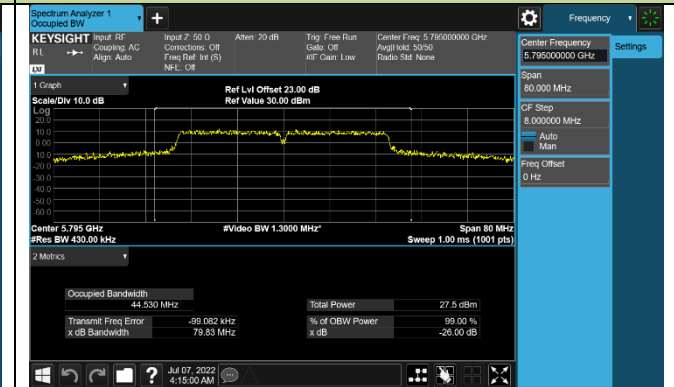 Spectrum Analyzer 1
Occupied BW
Frequency
KEYSIGHT
RL
LXI
Input: RF
Coupling: AC
Align: Auto
Input Z: 50 Ω
Corrections: Off
Freq Ref: Int (S)
NFE: Off
Atten: 20 dB
Trig: Free Run
Gate: Off
#IF Gain: Low
Center Freq: 5.795000000 GHz
Avg|Hold: 50/50
Radio Std: None
Center Frequency
5.795000000 GHz
Settings
Span
80.000 MHz
CF Step
8.000000 MHz
Auto
Man
Freq Offset
0 Hz
1 Graph
Scale/Div 10.0 dB
Ref Lvl Offset 23.00 dB
Ref Value 30.00 dBm
Log
20.0
10.0
0.00
-10.0
-20.0
-30.0
-40.0
-50.0
-60.0
Center 5.795 GHz
#Res BW 430.00 kHz
#Video BW 1.3000 MHz*
Span 80 MHz
Sweep 1.00 ms (1001 pts)
2 Metrics
Occupied Bandwidth
44.530 MHz
Total Power 27.5 dBm
Transmit Freq Error -99.082 kHz
% of OBW Power 99.00 %
x dB Bandwidth 79.83 MHz
x dB -26.00 dB
?
Jul 07, 2022
4:15:00 AM